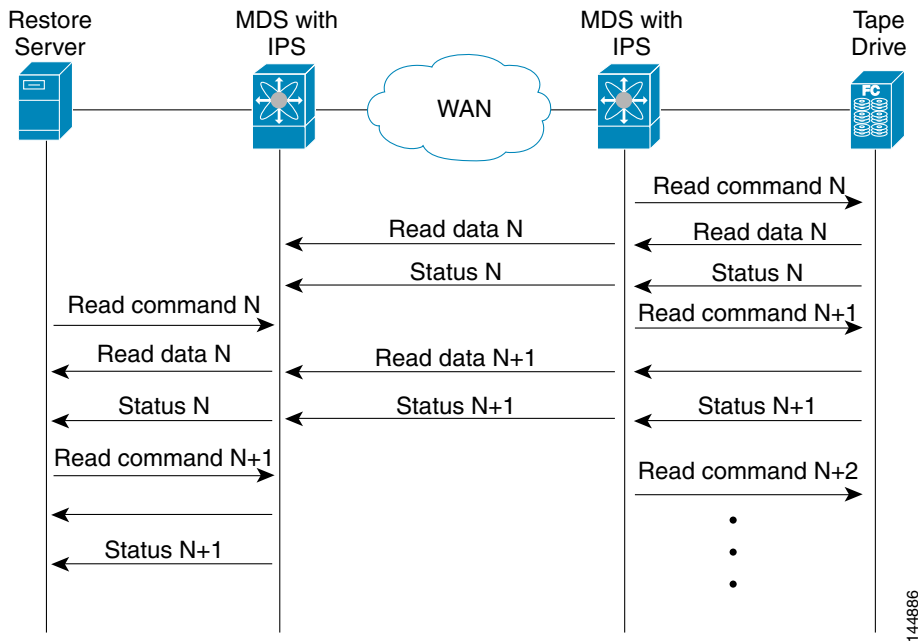 Restore
Server
MDS with
IPS
MDS with
IPS
Tape
Drive
WAN
FC
Read command N
Read data N
Read data N
Status N
Status N
Read command N
Read command N+1
Read data N
Read data N+1
Status N
Status N+1
Status N+1
Read command N+1
Read command N+2
Status N+1
144886